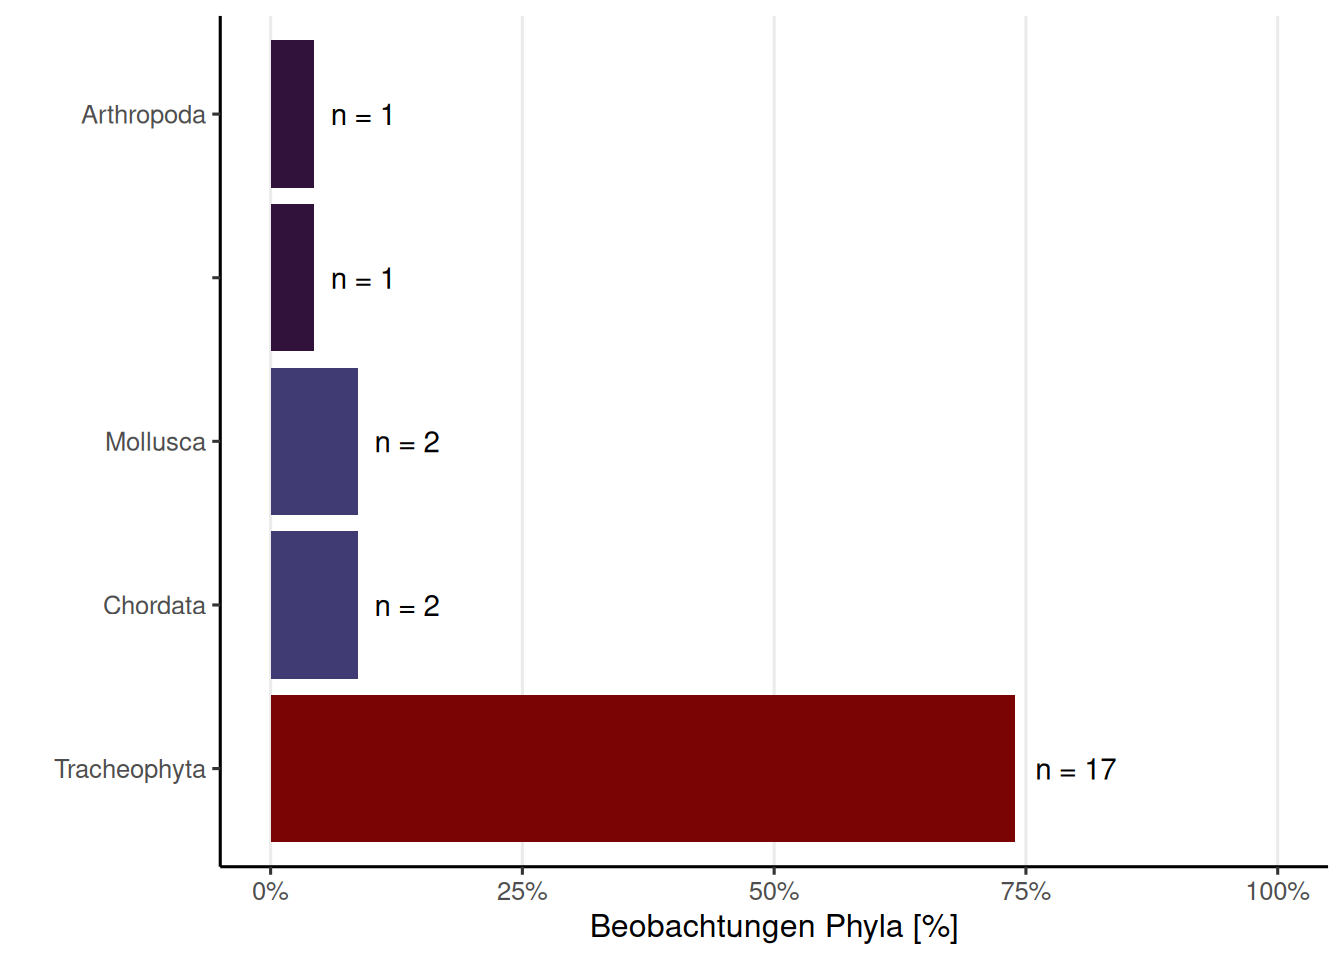 Arthropoda
n = 1
n = 1
Mollusca
n = 2
Chordata
n = 2
Tracheophyta
n = 17
0% 25% 50% 75% 100%
Beobachtungen Phyla [%]